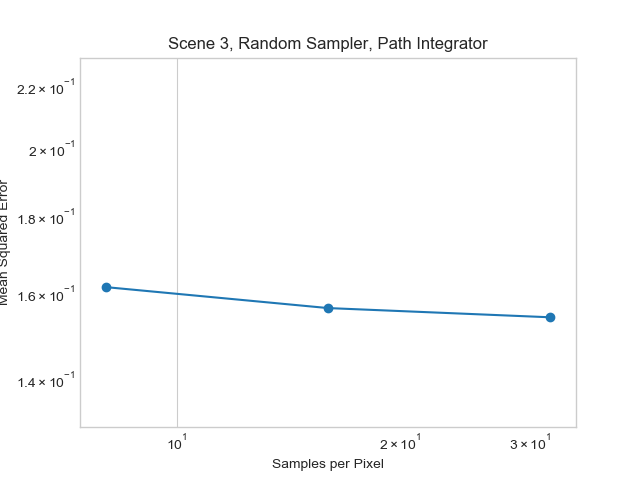 Scene 3, Random Sampler, Path Integrator
2.2 × 10⁻¹
2 × 10⁻¹
1.8 × 10⁻¹
1.6 × 10⁻¹
1.4 × 10⁻¹
Mean Squared Error
10¹
2 × 10¹
3 × 10¹
Samples per Pixel